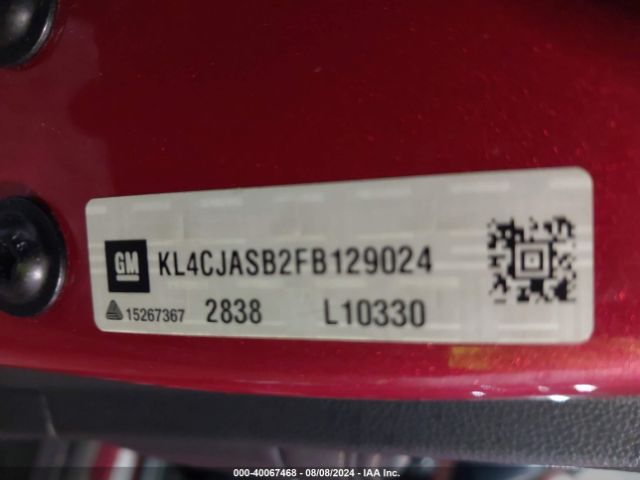 GM KL4CJASB2FB129024
15267367 2838 L10330
000-40067468 - 08/08/2024 - IAA Inc.